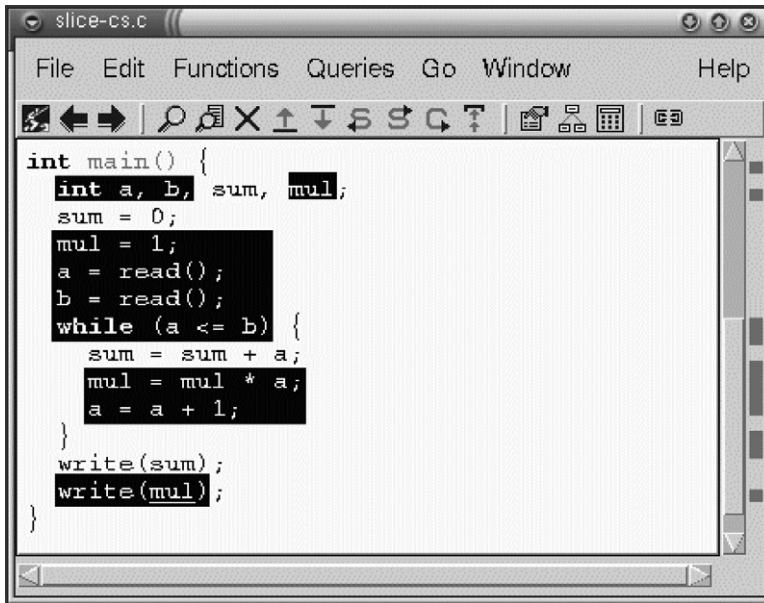 slice-cs.c
File Edit Functions Queries Go Window Help
int main() {
int a, b, sum, mul;
sum = 0;
mul = 1;
a = read();
b = read();
while (a <= b) {
sum = sum + a;
mul = mul * a;
a = a + 1;
}
write(sum);
write(mul);
}